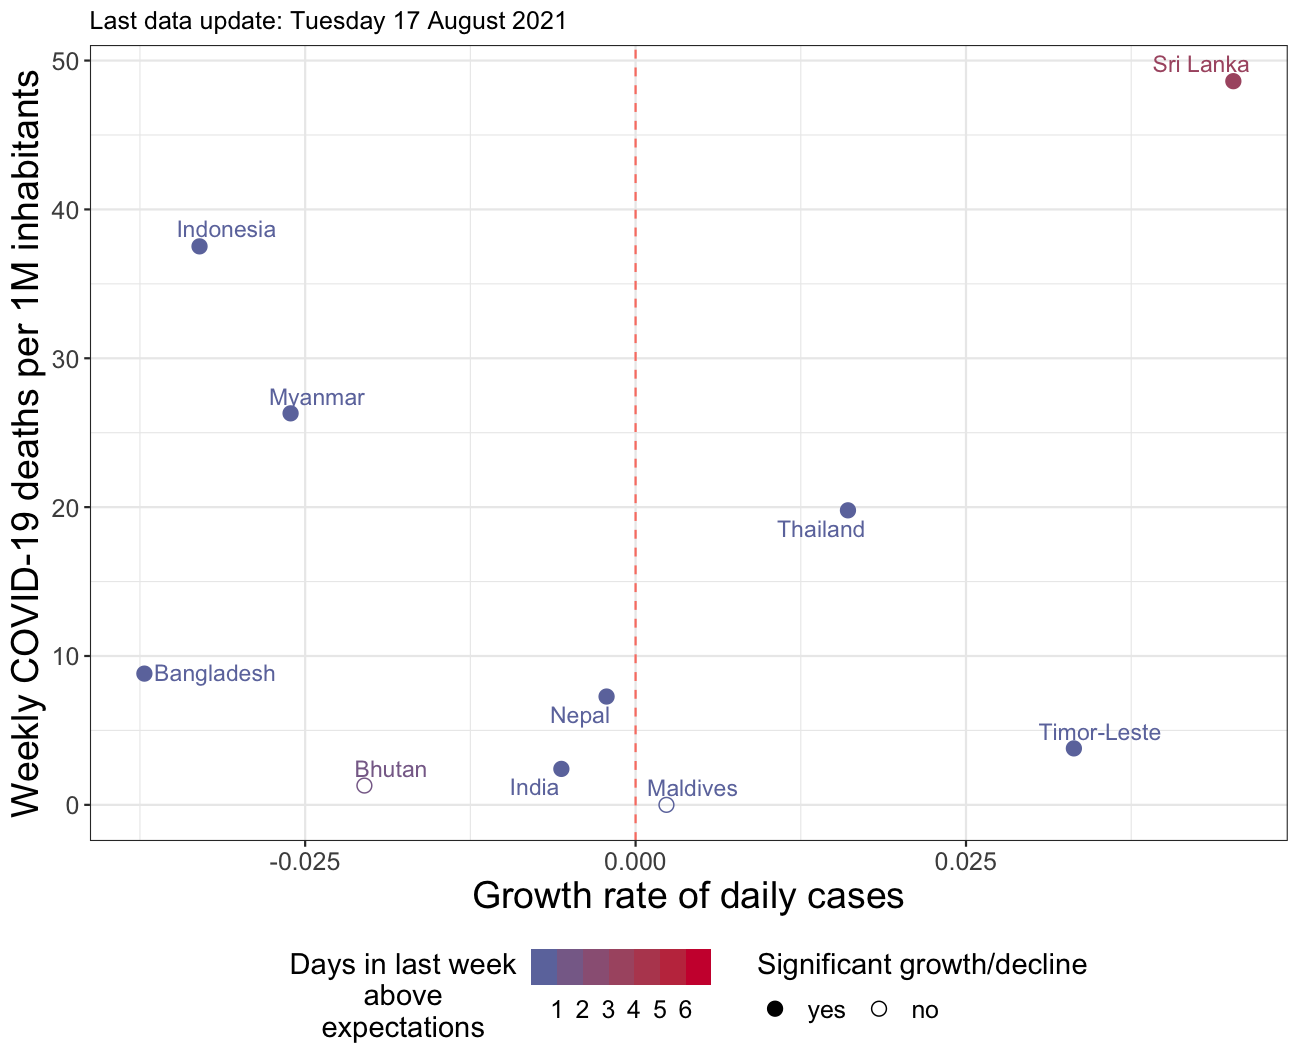 Last data update: Tuesday 17 August 2021
Weekly COVID-19 deaths per 1M inhabitants
50
40
30
20
10
0
Sri Lanka
Indonesia
Myanmar
Thailand
Bangladesh
Nepal
Timor-Leste
Bhutan
India
Maldives
-0.025 0.000 0.025
Growth rate of daily cases
Days in last week
above
expectations
1 2 3 4 5 6
Significant growth/decline
yes no